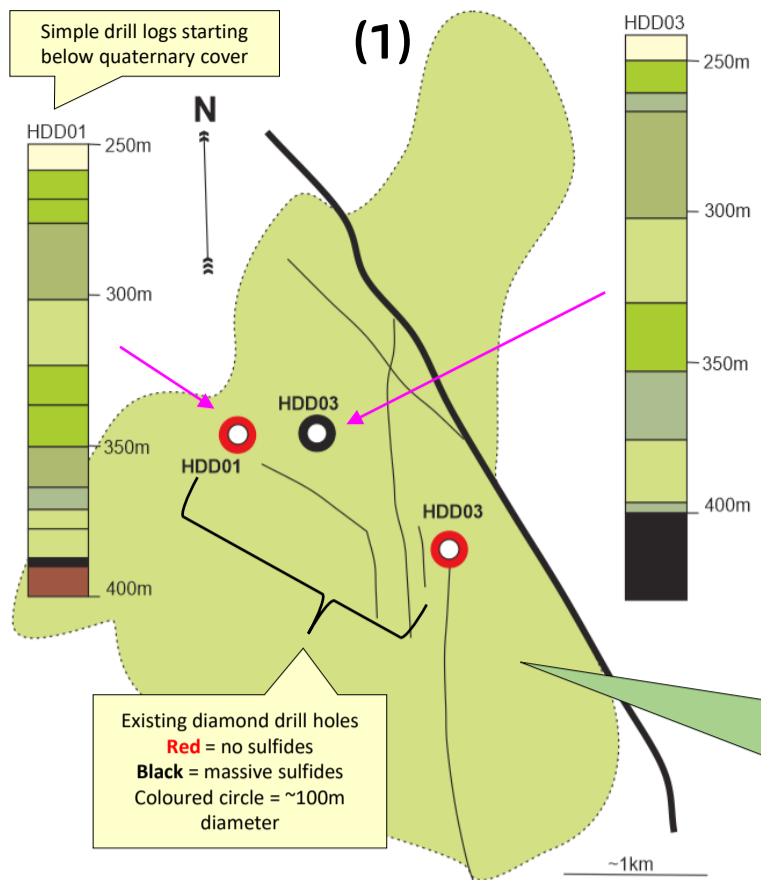 (1)
Simple drill logs starting
below quaternary cover
HDD01
250m
300m
350m
400m
N
HDD03
250m
300m
350m
400m
HDD03
HDD01
HDD03
Existing diamond drill holes
Red = no sulfides
Black = massive sulfides
Coloured circle = ~100m
diameter
~1km